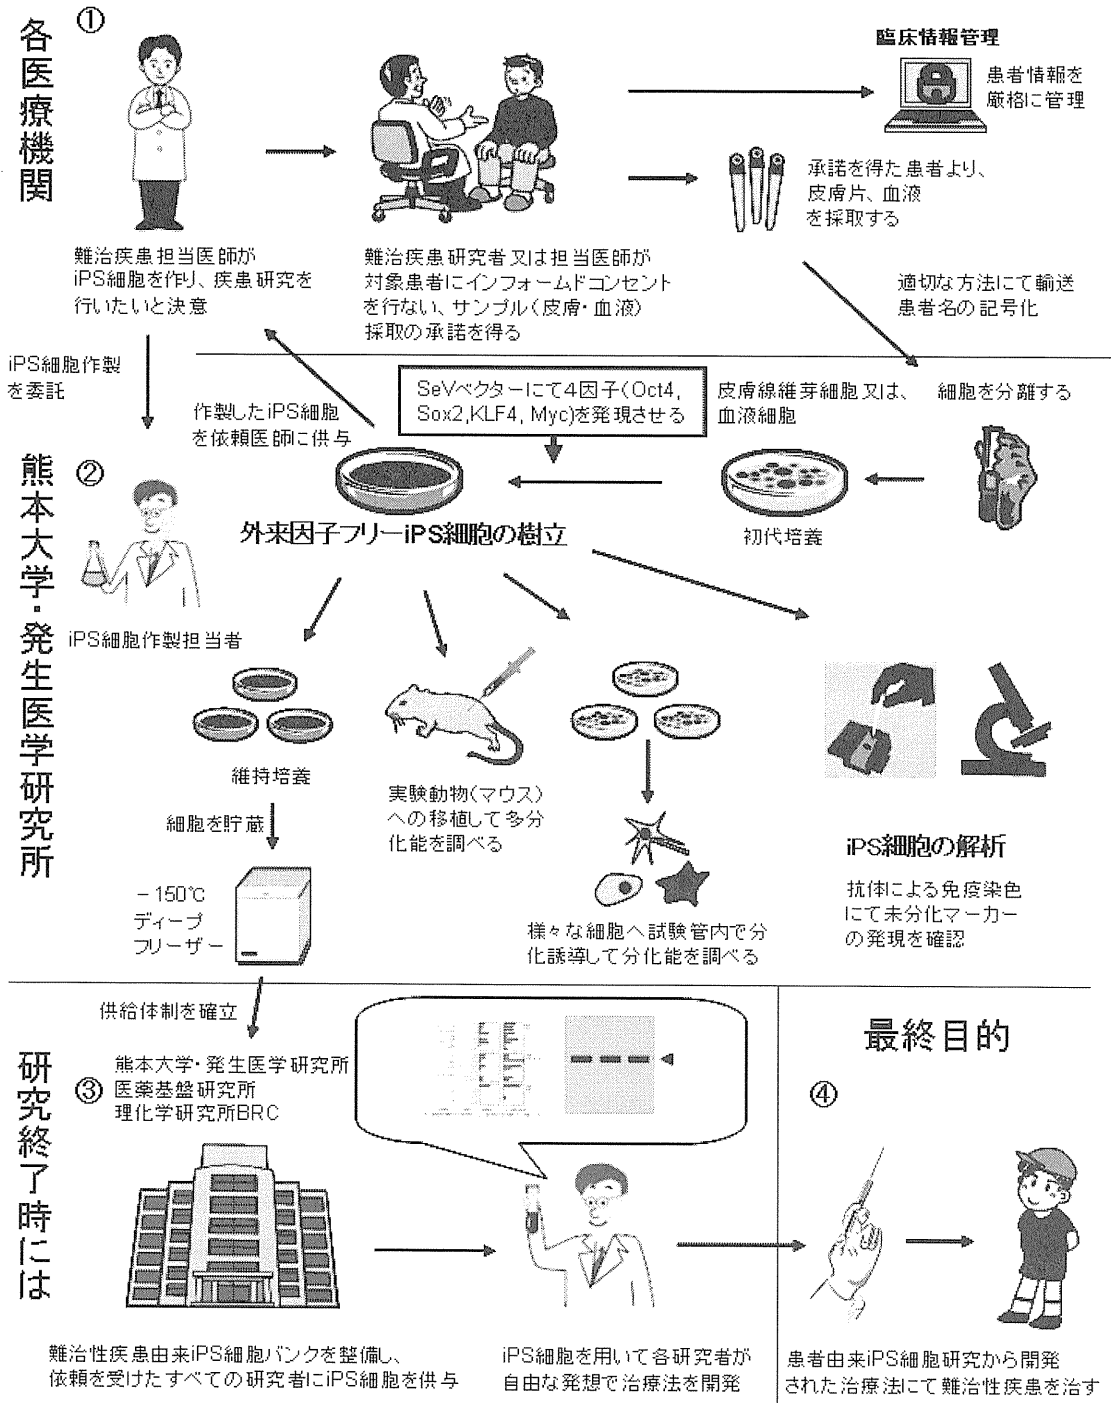 各医療機関
①
難治疾患担当医師が
iPS細胞を作り、疾患研究を
行いたいと決意
難治疾患研究者又は担当医師が
対象患者にインフォームドコンセント
を行ない、サンプル(皮膚・血液)
採取の承諾を得る
臨床情報管理
患者情報を
厳格に管理
承諾を得た患者より、
皮膚片、血液
を採取する
適切な方法にて輸送
患者名の記号化
iPS細胞作製
を委託
熊本大学・発生医学研究所
②
iPS細胞作製担当者
作製したiPS細胞
を依頼医師に供与
SeVベクターにて4因子(Oct4,
Sox2,KLF4, Myc)を発現させる
皮膚線維芽細胞又は、
血液細胞
細胞を分離する
初代培養
外来因子フリーiPS細胞の樹立
維持培養
細胞を貯蔵
－150℃
ディープ
フリーザー
実験動物(マウス)
への移植して多分
化能を調べる
様々な細胞へ試験管内で分
化誘導して分化能を調べる
iPS細胞の解析
抗体による免疫染色
にて未分化マーカー
の発現を確認
供給体制を確立
研究終了時には
③
熊本大学・発生医学研究所
医薬基盤研究所
理化学研究所BRC
難治性疾患由来iPS細胞バンクを整備し、
依頼を受けたすべての研究者にiPS細胞を供与
iPS細胞を用いて各研究者が
自由な発想で治療法を開発
最終目的
④
患者由来iPS細胞研究から開発
された治療法にて難治性疾患を治す